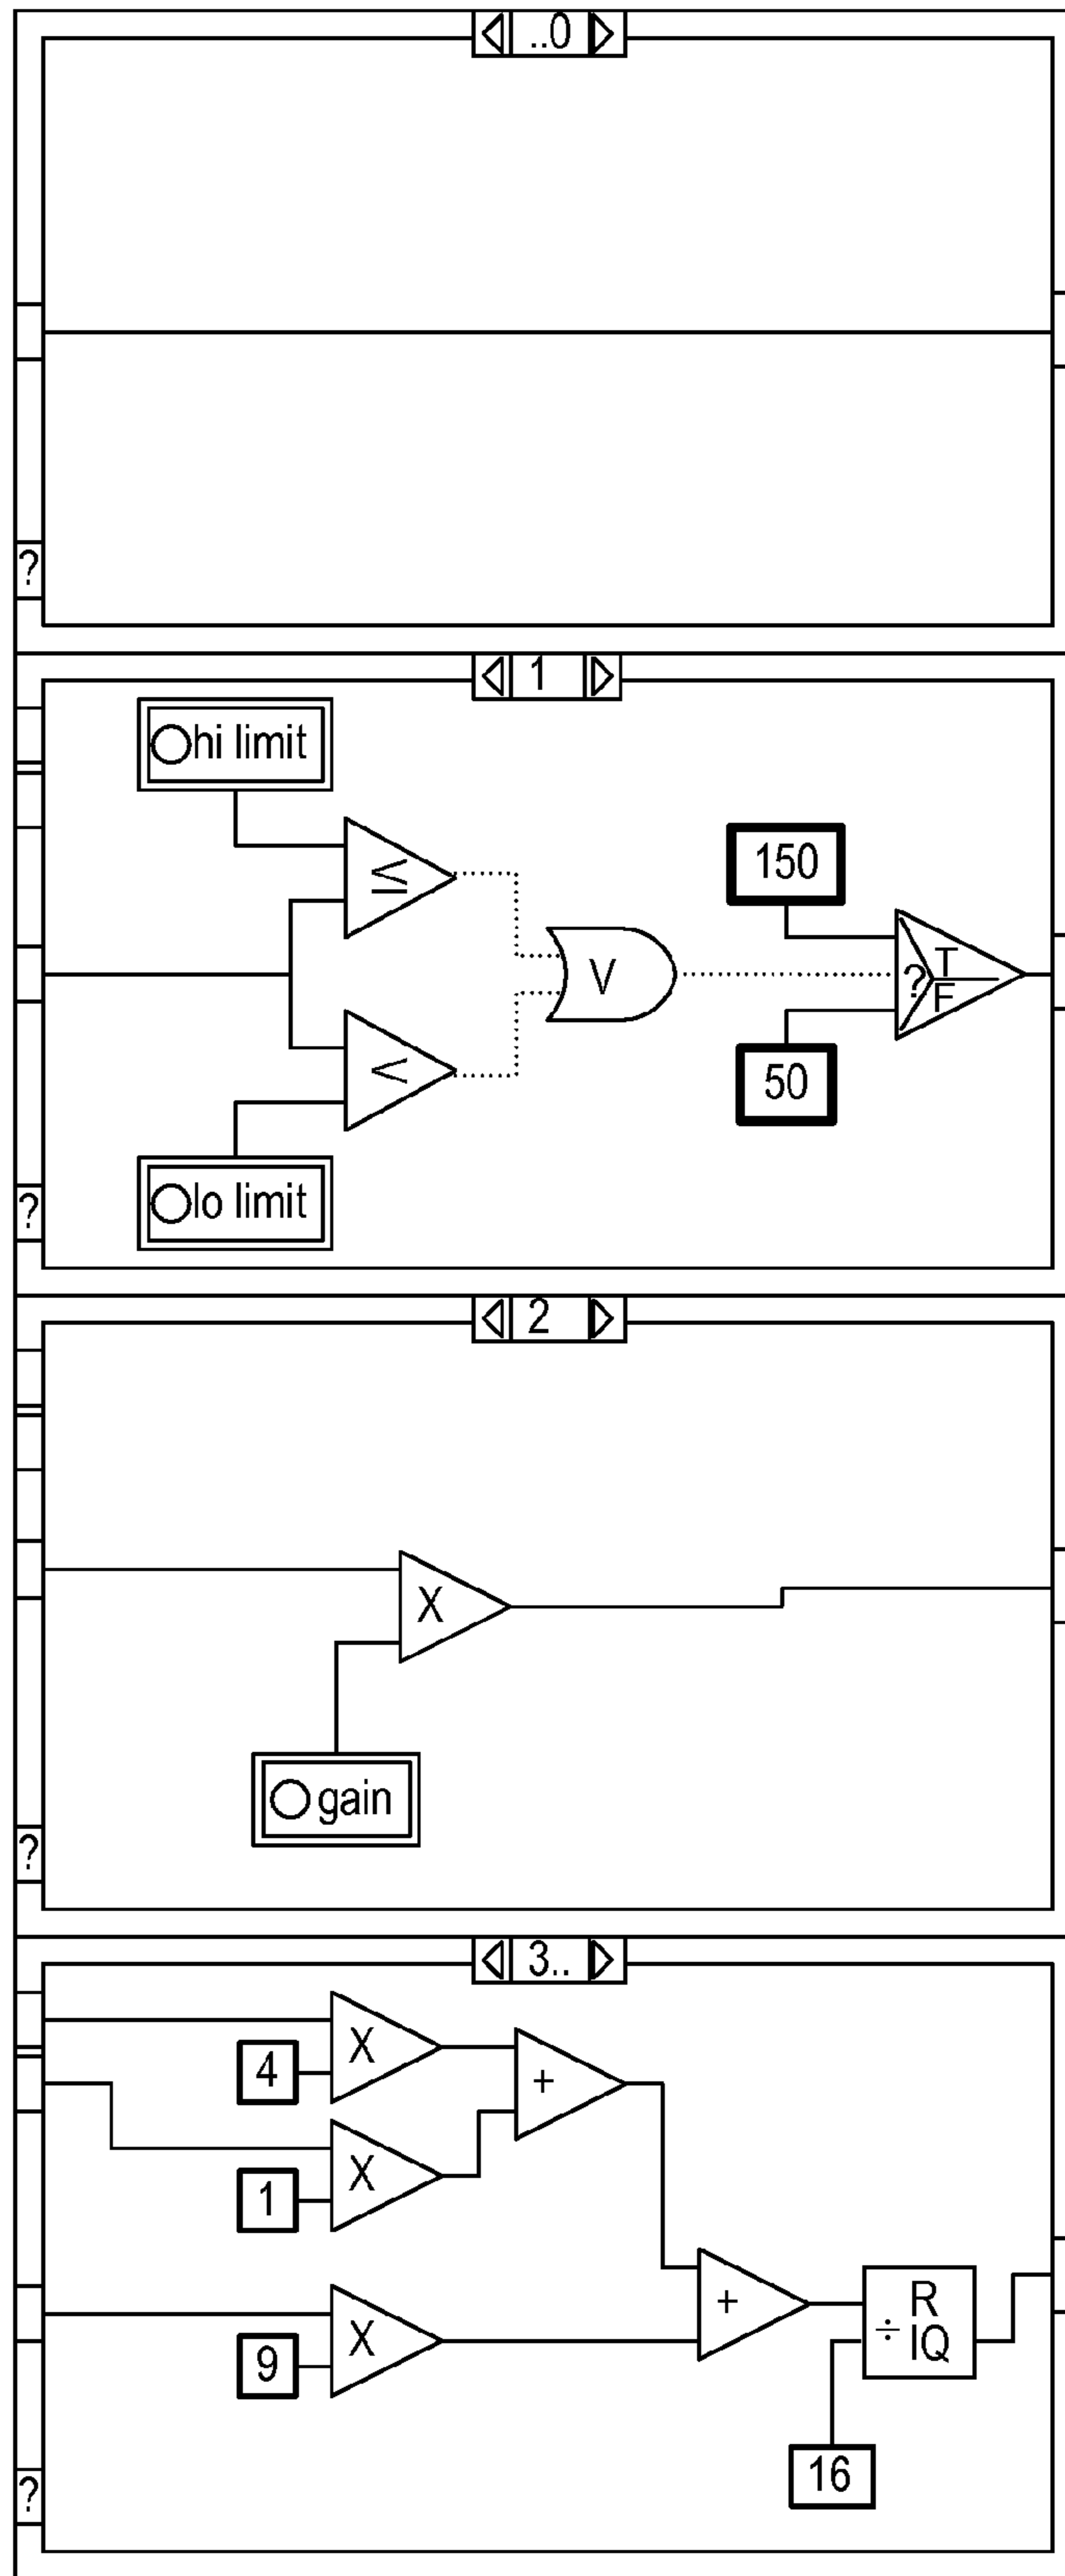 ..0
?
1
hi limit
≤
150
V
? T
F
<
50
lo limit
?
2
X
gain
?
3..
X
4
+
X
1
+
R
÷ IQ
X
9
16
?